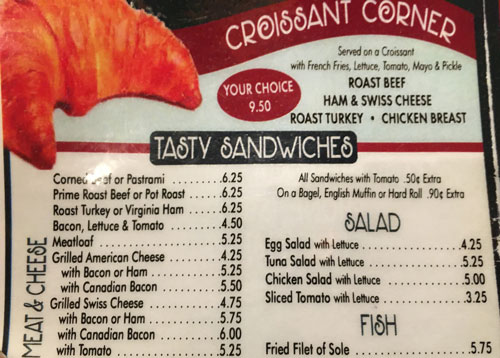 CROISSANT CORNER
Served on a Croissant
with French Fries, Lettuce, Tomato, Mayo & Pickle
YOUR CHOICE
9.50
ROAST BEEF
HAM & SWISS CHEESE
ROAST TURKEY • CHICKEN BREAST
TASTY SANDWICHES
MEAT & CHEESE
Corned Beef or Pastrami .......6.25
Prime Roast Beef or Pot Roast .....6.25
Roast Turkey or Virginia Ham .....6.25
Bacon, Lettuce & Tomato ........4.50
Meatloaf ....................5.25
Grilled American Cheese ........4.25
with Bacon or Ham ..........5.25
with Canadian Bacon ........5.50
Grilled Swiss Cheese ...........4.75
with Bacon or Ham ..........5.75
with Canadian Bacon ........6.00
with Tomato ................5.25
All Sandwiches with Tomato .50¢ Extra
On a Bagel, English Muffin or Hard Roll .90¢ Extra
SALAD
Egg Salad with Lettuce ..............4.25
Tuna Salad with Lettuce .............5.25
Chicken Salad with Lettuce ..........5.00
Sliced Tomato with Lettuce ..........3.25
FISH
Fried Filet of Sole .................5.75